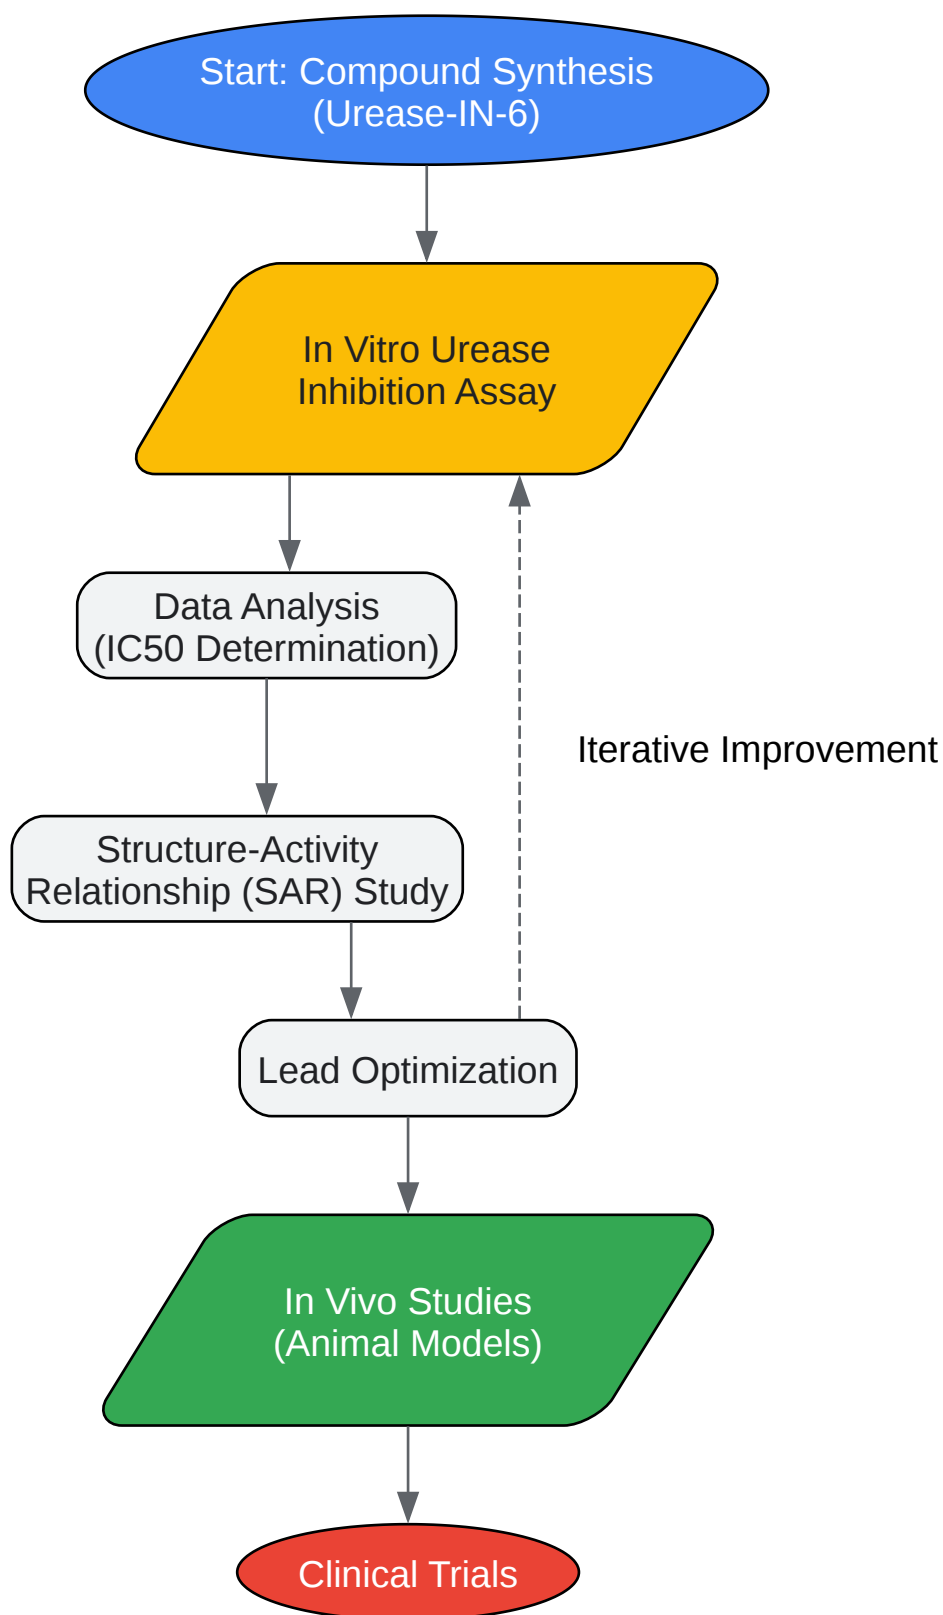 Start: Compound Synthesis
(Urease-IN-6)
In Vitro Urease
Inhibition Assay
Data Analysis
(IC50 Determination)
Iterative Improvement
Structure-Activity
Relationship (SAR) Study
Lead Optimization
In Vivo Studies
(Animal Models)
Clinical Trials